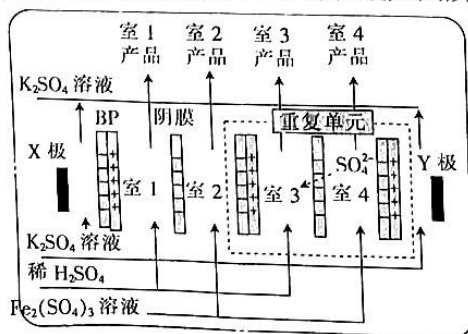 室1 室2 室3 室4
产品 产品 产品 产品
K₂SO₄溶液
BP 阴膜 重复单元
X极 室1 室2 室3 SO₄²⁻ 室4 Y极
K₂SO₄溶液
稀H₂SO₄
Fe₂(SO₄)₃溶液